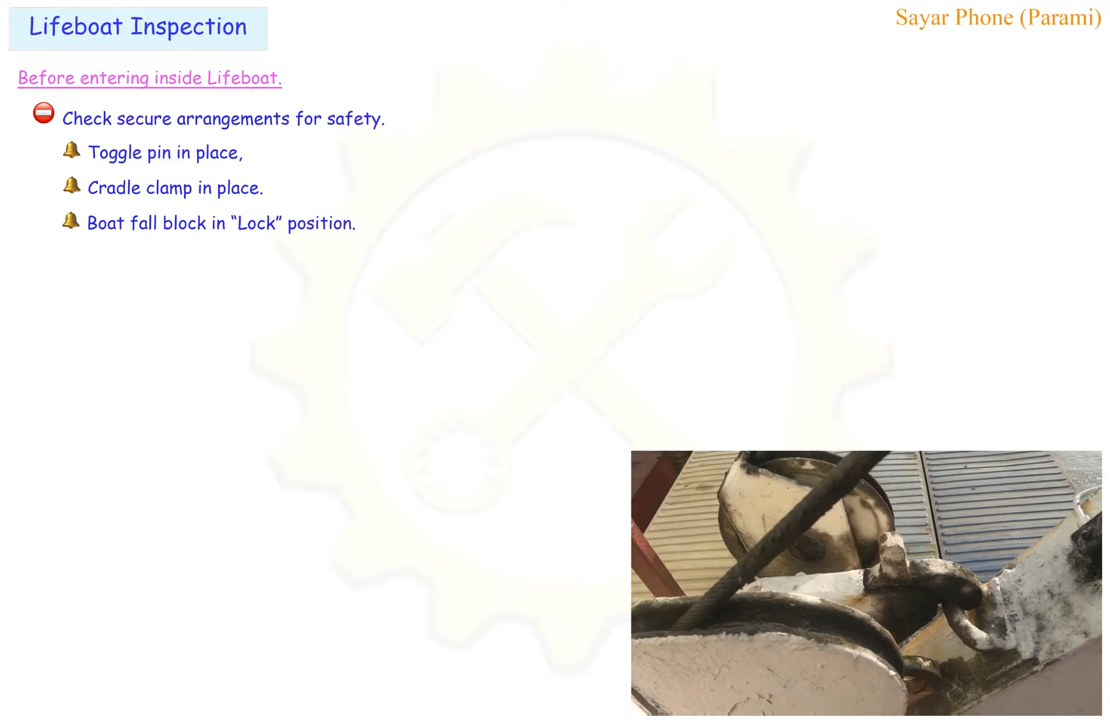 Lifeboat Inspection
Sayar Phone (Parami)
Before entering inside Lifeboat.
Check secure arrangements for safety.
Toggle pin in place,
Cradle clamp in place.
Boat fall block in “Lock” position.